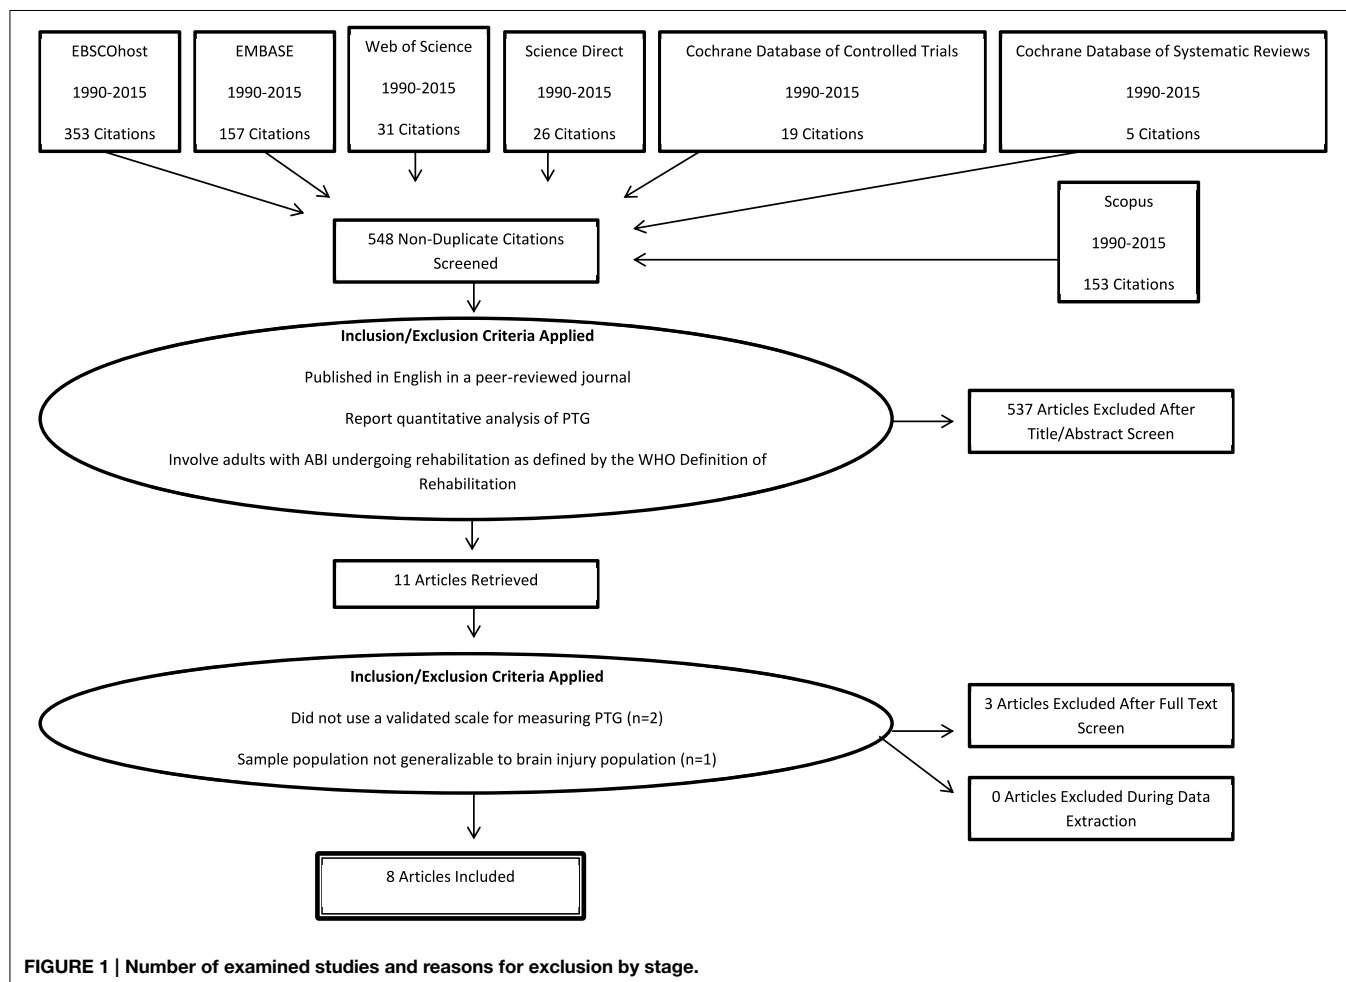 EBSCOhost
1990-2015
353 Citations
EMBASE
1990-2015
157 Citations
Web of Science
1990-2015
31 Citations
Science Direct
1990-2015
26 Citations
Cochrane Database of Controlled Trials
1990-2015
19 Citations
Cochrane Database of Systematic Reviews
1990-2015
5 Citations
Scopus
1990-2015
153 Citations
548 Non-Duplicate Citations
Screened
Inclusion/Exclusion Criteria Applied
Published in English in a peer-reviewed journal
Report quantitative analysis of PTG
Involve adults with ABI undergoing rehabilitation as defined by the WHO Definition of
Rehabilitation
537 Articles Excluded After
Title/Abstract Screen
11 Articles Retrieved
Inclusion/Exclusion Criteria Applied
Did not use a validated scale for measuring PTG (n=2)
Sample population not generalizable to brain injury population (n=1)
3 Articles Excluded After Full Text
Screen
0 Articles Excluded During Data
Extraction
8 Articles Included
FIGURE 1 | Number of examined studies and reasons for exclusion by stage.